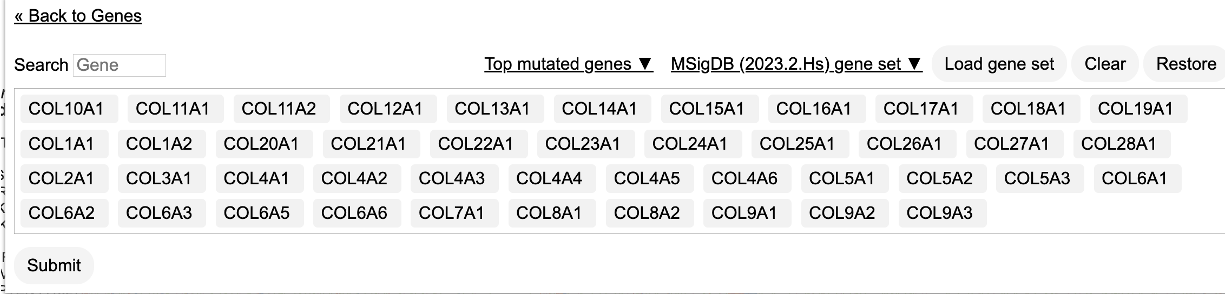 « Back to Genes
Search Gene Top mutated genes ▼ MSigDB (2023.2.Hs) gene set ▼ Load gene set Clear Restore
COL10A1 COL11A1 COL11A2 COL12A1 COL13A1 COL14A1 COL15A1 COL16A1 COL17A1 COL18A1 COL19A1
COL1A1 COL1A2 COL20A1 COL21A1 COL22A1 COL23A1 COL24A1 COL25A1 COL26A1 COL27A1 COL28A1
COL2A1 COL3A1 COL4A1 COL4A2 COL4A3 COL4A4 COL4A5 COL4A6 COL5A1 COL5A2 COL5A3 COL6A1
COL6A2 COL6A3 COL6A5 COL6A6 COL7A1 COL8A1 COL8A2 COL9A1 COL9A2 COL9A3
Submit